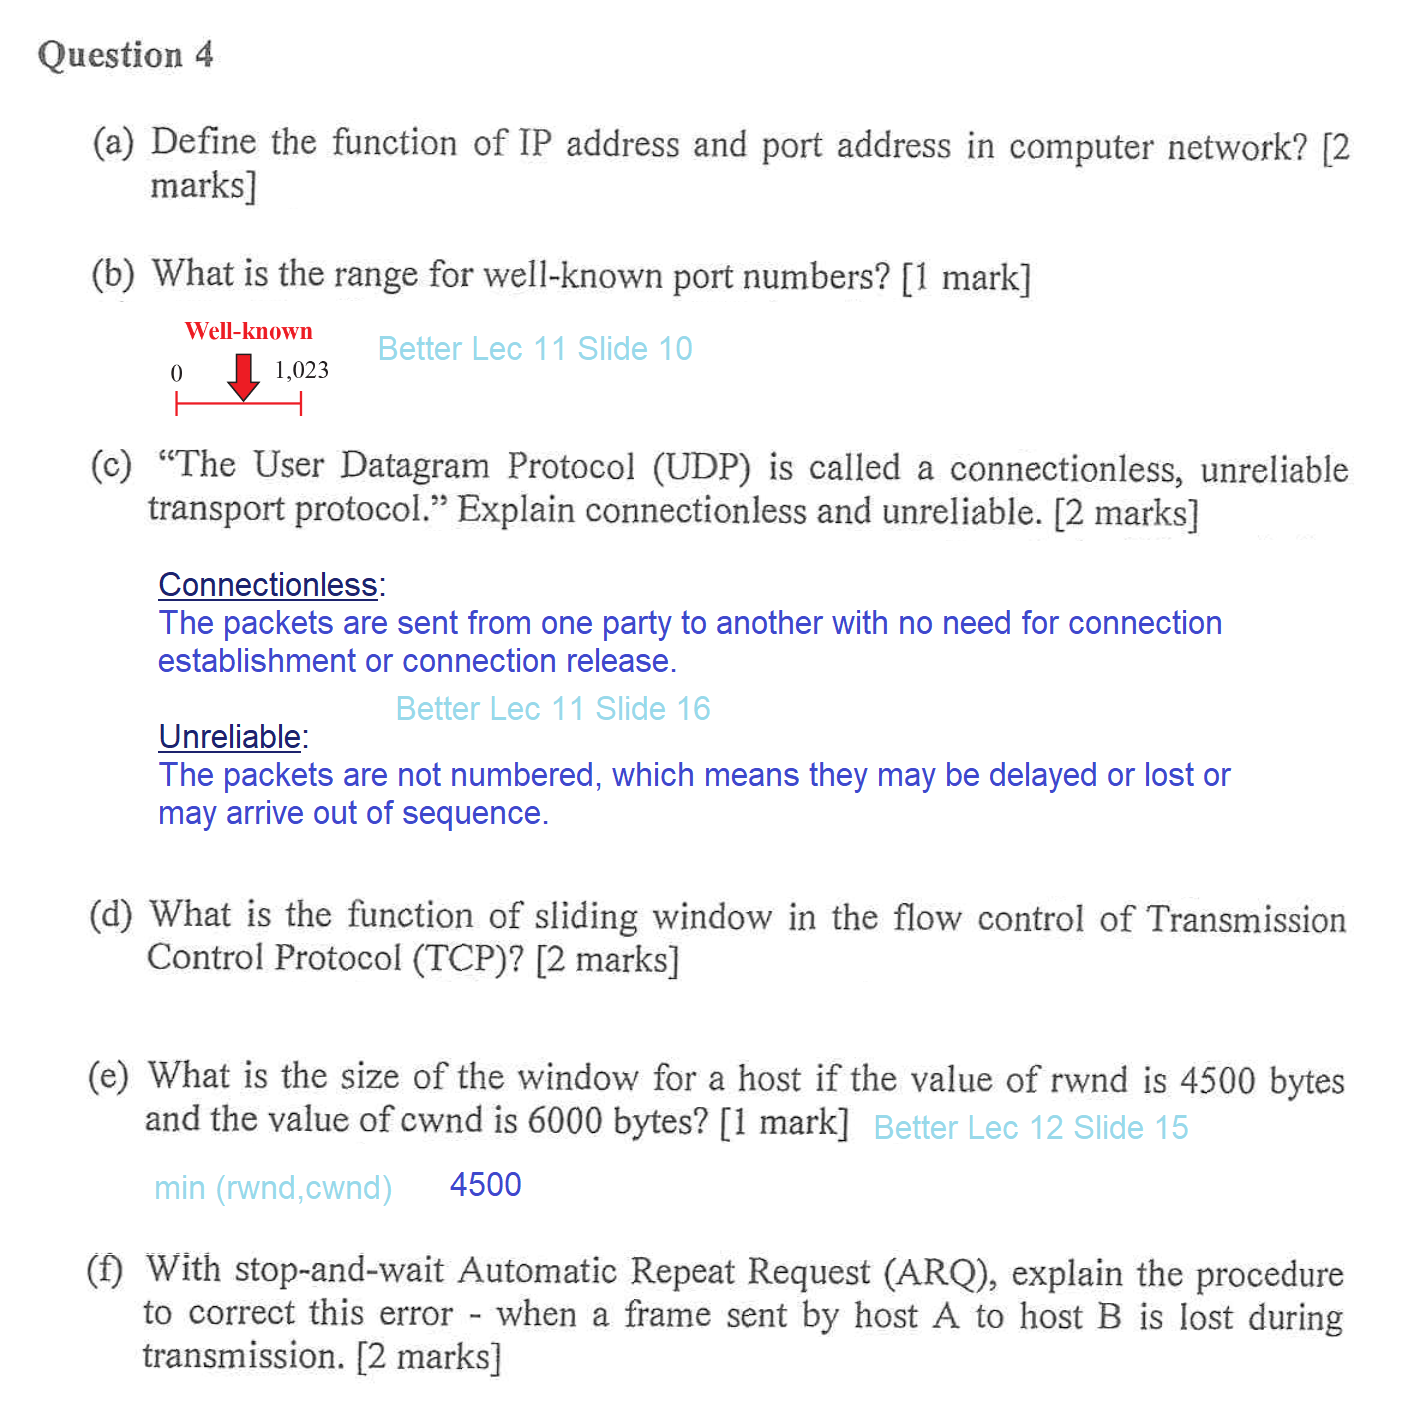 Question 4
(a) Define the function of IP address and port address in computer network? [2
marks]
(b) What is the range for well-known port numbers? [1 mark]
Well-known
0 1,023
Better Lec 11 Slide 10
(c) “The User Datagram Protocol (UDP) is called a connectionless, unreliable
transport protocol.” Explain connectionless and unreliable. [2 marks]
Connectionless:
The packets are sent from one party to another with no need for connection
establishment or connection release.
Better Lec 11 Slide 16
Unreliable:
The packets are not numbered, which means they may be delayed or lost or
may arrive out of sequence.
(d) What is the function of sliding window in the flow control of Transmission
Control Protocol (TCP)? [2 marks]
(e) What is the size of the window for a host if the value of rwnd is 4500 bytes
and the value of cwnd is 6000 bytes? [1 mark] Better Lec 12 Slide 15
min (rwnd,cwnd) 4500
(f) With stop-and-wait Automatic Repeat Request (ARQ), explain the procedure
to correct this error - when a frame sent by host A to host B is lost during
transmission. [2 marks]